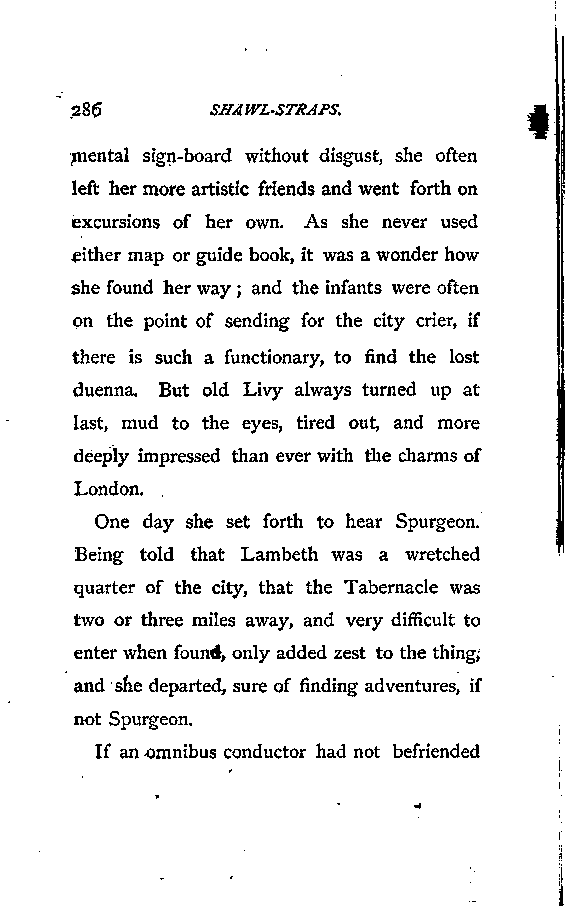 286 SHAWL-STRAPS.
mental sign-board without disgust, she often
left her more artistic friends and went forth on
excursions of her own. As she never used
either map or guide book, it was a wonder how
she found her way; and the infants were often
on the point of sending for the city crier, if
there is such a functionary, to find the lost
duenna. But old Livy always turned up at
last, mud to the eyes, tired out, and more
deeply impressed than ever with the charms of
London.
One day she set forth to hear Spurgeon.
Being told that Lambeth was a wretched
quarter of the city, that the Tabernacle was
two or three miles away, and very difficult to
enter when found, only added zest to the thing;
and she departed, sure of finding adventures, if
not Spurgeon.
If an omnibus conductor had not befriended